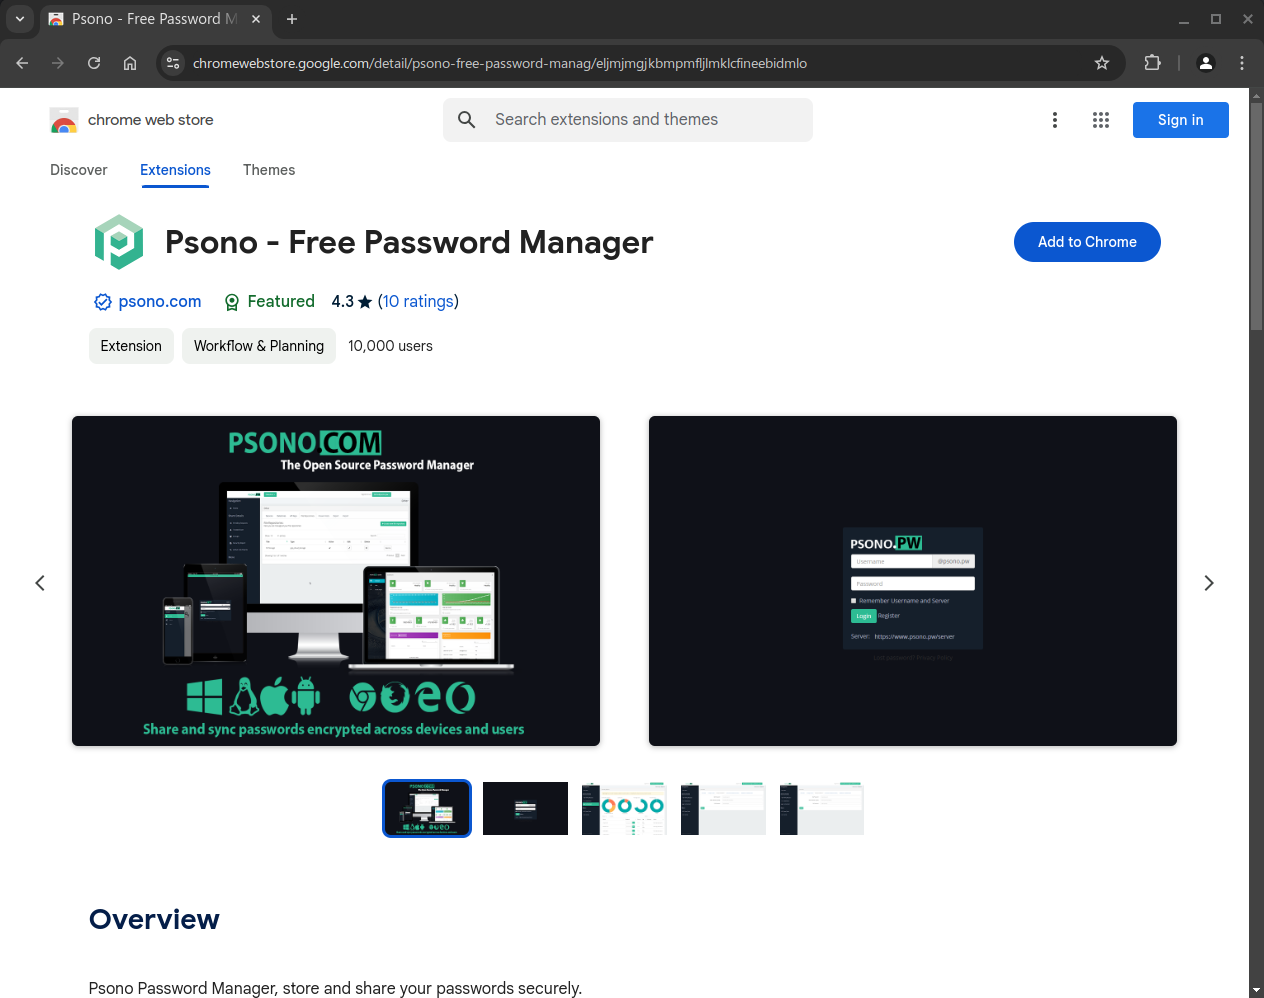 Psono - Free Password M
chromewebstore.google.com/detail/psono-free-password-manag/eljmjmgjkbmpmfljlmklcfineebidmlo
chrome web store
Search extensions and themes
Sign in
Discover
Extensions
Themes
Psono - Free Password Manager
Add to Chrome
psono.com
Featured
4.3 ★ (10 ratings)
Extension
Workflow & Planning
10,000 users
PSONO.COM
The Open Source Password Manager
Share and sync passwords encrypted across devices and users
PSONO.PW
Username
@psono.pw
Password
Remember Username and Server
Login
Register
Server: https://www.psono.pw/server
Overview
Psono Password Manager, store and share your passwords securely.